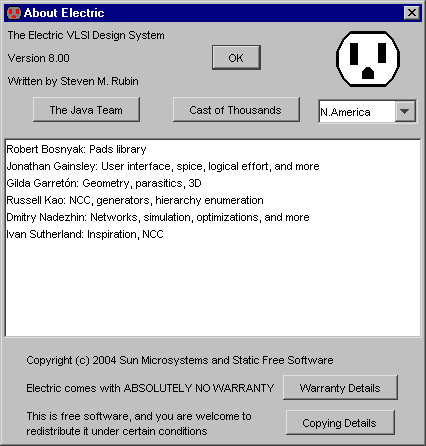 About Electric
The Electric VLSI Design System
Version 8.00
OK
Written by Steven M. Rubin
The Java Team
Cast of Thousands
N.America
Robert Bosnyak: Pads library
Jonathan Gainsley: User interface, spice, logical effort, and more
Gilda Garretón: Geometry, parasitics, 3D
Russell Kao: NCC, generators, hierarchy enumeration
Dmitry Nadezhin: Networks, simulation, optimizations, and more
Ivan Sutherland: Inspiration, NCC
Copyright (c) 2004 Sun Microsystems and Static Free Software
Electric comes with ABSOLUTELY NO WARRANTY
Warranty Details
This is free software, and you are welcome to
redistribute it under certain conditions
Copying Details